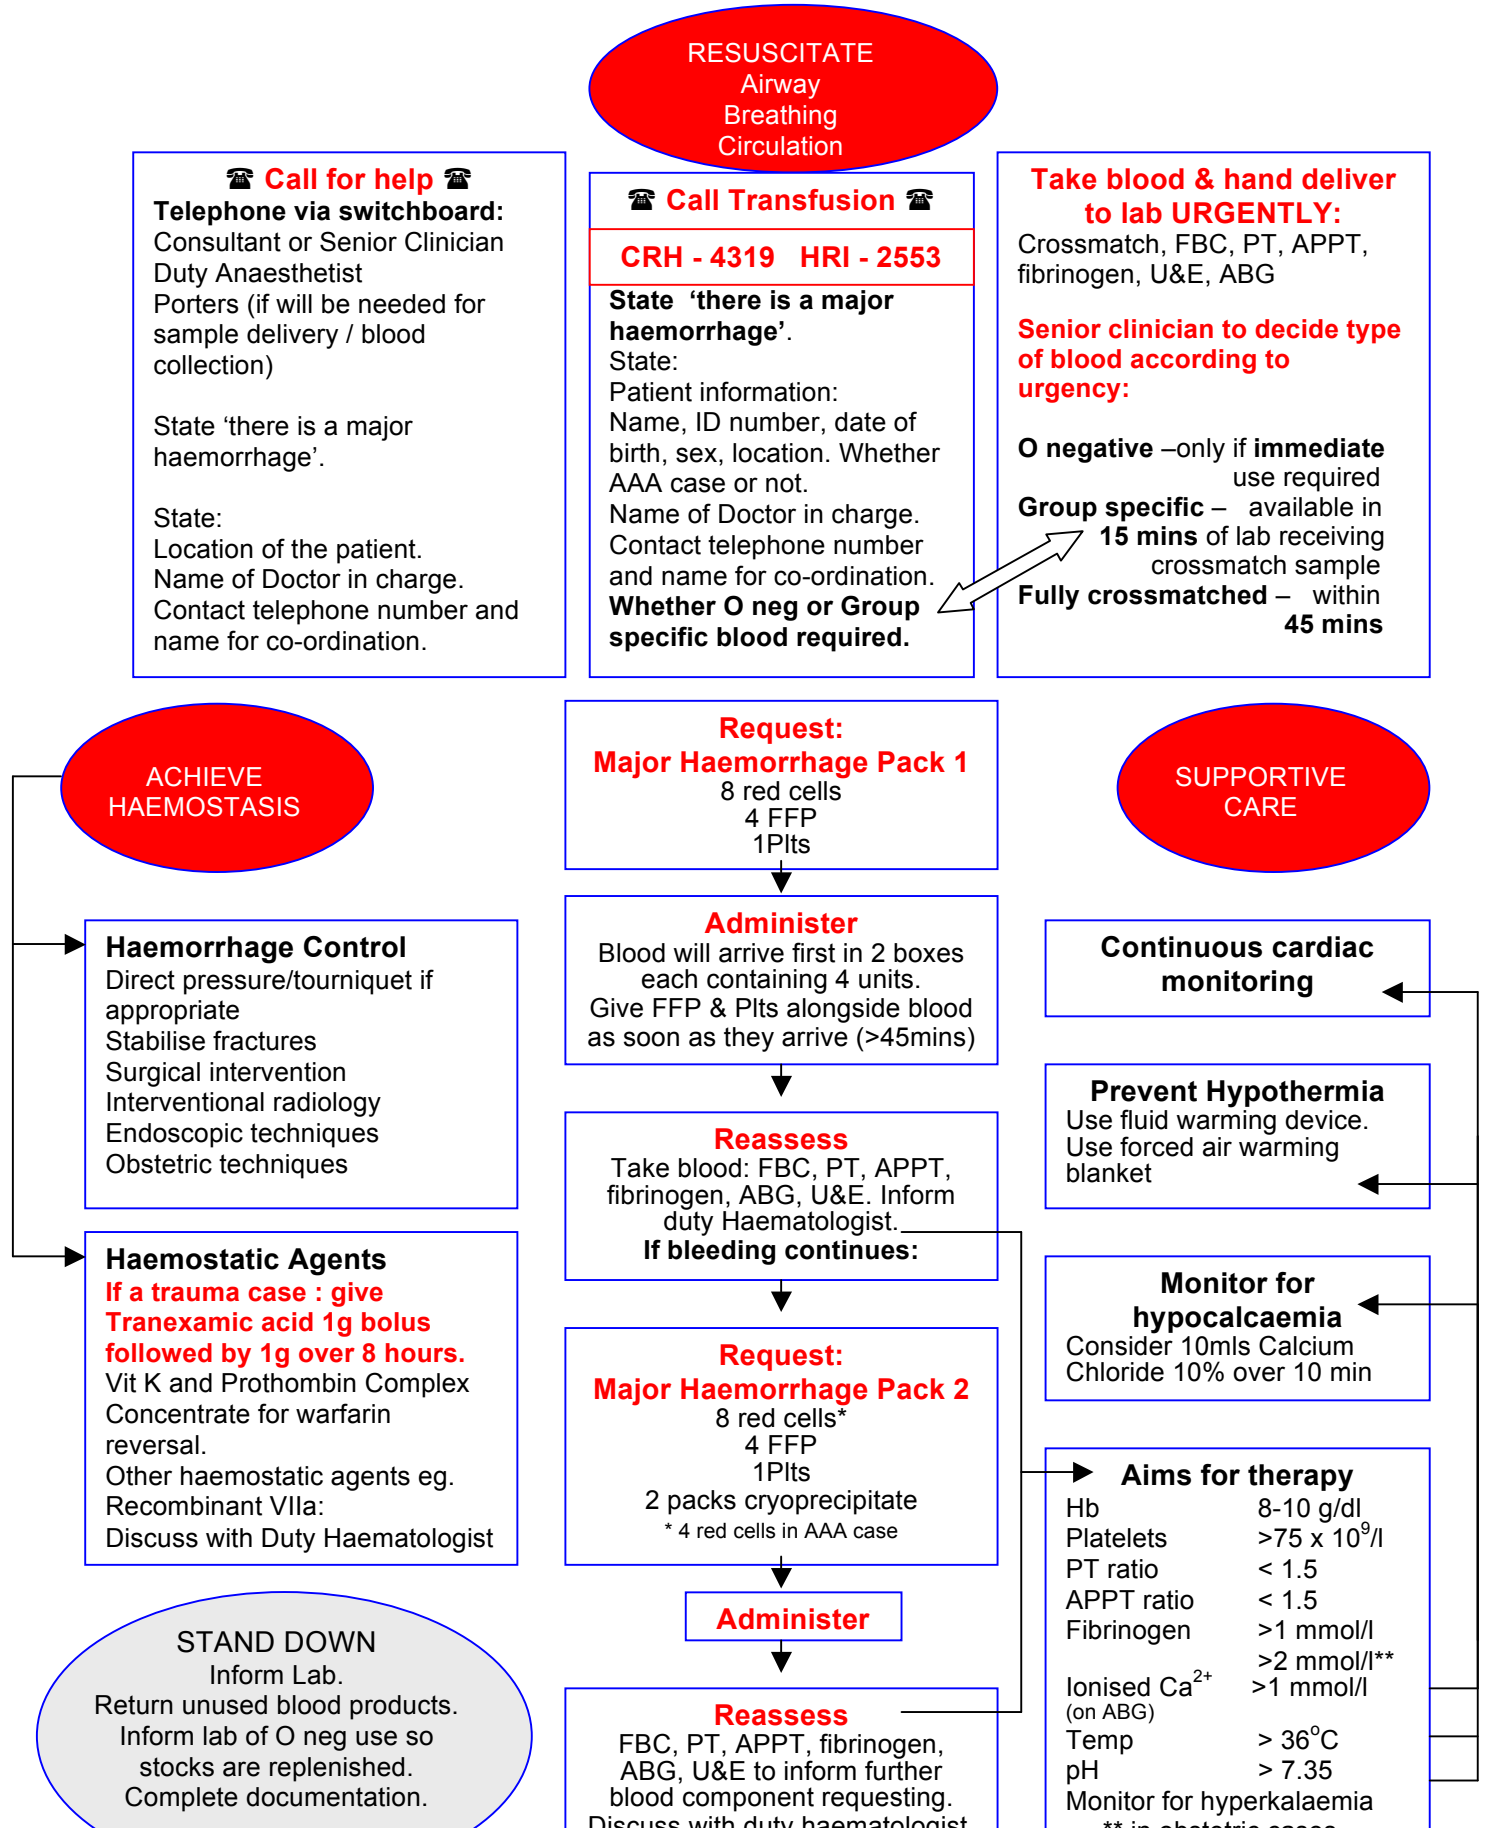 RESUSCITATE
Airway
Breathing
Circulation
☎ Call for help ☎
Telephone via switchboard:
Consultant or Senior Clinician
Duty Anaesthetist
Porters (if will be needed for
sample delivery / blood
collection)
State ‘there is a major
haemorrhage’.
State:
Location of the patient.
Name of Doctor in charge.
Contact telephone number and
name for co-ordination.
☎ Call Transfusion ☎
CRH - 4319 HRI - 2553
State ‘there is a major
haemorrhage’.
State:
Patient information:
Name, ID number, date of
birth, sex, location. Whether
AAA case or not.
Name of Doctor in charge.
Contact telephone number
and name for co-ordination.
Whether O neg or Group
specific blood required.
Take blood & hand deliver
to lab URGENTLY:
Crossmatch, FBC, PT, APPT,
fibrinogen, U&E, ABG
Senior clinician to decide type
of blood according to
urgency:
O negative –only if immediate
use required
Group specific – available in
15 mins of lab receiving
crossmatch sample
Fully crossmatched – within
45 mins
ACHIEVE
HAEMOSTASIS
Haemorrhage Control
Direct pressure/tourniquet if
appropriate
Stabilise fractures
Surgical intervention
Interventional radiology
Endoscopic techniques
Obstetric techniques
Haemostatic Agents
If a trauma case : give
Tranexamic acid 1g bolus
followed by 1g over 8 hours.
Vit K and Prothombin Complex
Concentrate for warfarin
reversal.
Other haemostatic agents eg.
Recombinant VIIa:
Discuss with Duty Haematologist
STAND DOWN
Inform Lab.
Return unused blood products.
Inform lab of O neg use so
stocks are replenished.
Complete documentation.
Request:
Major Haemorrhage Pack 1
8 red cells
4 FFP
1Plts
Administer
Blood will arrive first in 2 boxes
each containing 4 units.
Give FFP & Plts alongside blood
as soon as they arrive (>45mins)
Reassess
Take blood: FBC, PT, APPT,
fibrinogen, ABG, U&E. Inform
duty Haematologist.
If bleeding continues:
Request:
Major Haemorrhage Pack 2
8 red cells*
4 FFP
1Plts
2 packs cryoprecipitate
* 4 red cells in AAA case
Administer
Reassess
FBC, PT, APPT, fibrinogen,
ABG, U&E to inform further
blood component requesting.
Discuss with duty haematologist
SUPPORTIVE
CARE
Continuous cardiac
monitoring
Prevent Hypothermia
Use fluid warming device.
Use forced air warming
blanket
Monitor for
hypocalcaemia
Consider 10mls Calcium
Chloride 10% over 10 min
Aims for therapy
Hb 8-10 g/dl
Platelets >75 x 10⁹/l
PT ratio < 1.5
APPT ratio < 1.5
Fibrinogen >1 mmol/l
>2 mmol/l**
Ionised Ca²⁺ >1 mmol/l
(on ABG)
Temp > 36°C
pH > 7.35
Monitor for hyperkalaemia
** in obstetric cases